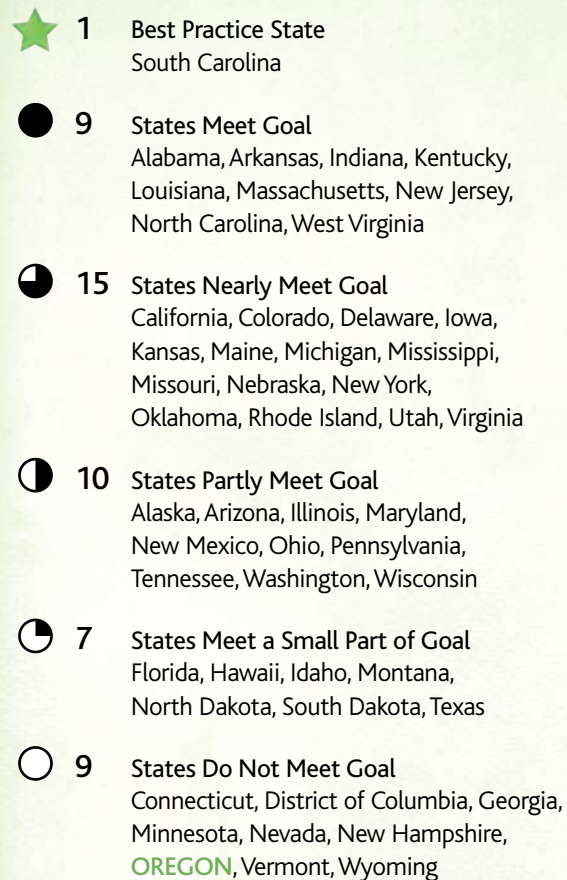 1 Best Practice State
South Carolina
9 States Meet Goal
Alabama, Arkansas, Indiana, Kentucky,
Louisiana, Massachusetts, New Jersey,
North Carolina, West Virginia
15 States Nearly Meet Goal
California, Colorado, Delaware, Iowa,
Kansas, Maine, Michigan, Mississippi,
Missouri, Nebraska, New York,
Oklahoma, Rhode Island, Utah, Virginia
10 States Partly Meet Goal
Alaska, Arizona, Illinois, Maryland,
New Mexico, Ohio, Pennsylvania,
Tennessee, Washington, Wisconsin
7 States Meet a Small Part of Goal
Florida, Hawaii, Idaho, Montana,
North Dakota, South Dakota, Texas
9 States Do Not Meet Goal
Connecticut, District of Columbia, Georgia,
Minnesota, Nevada, New Hampshire,
OREGON, Vermont, Wyoming